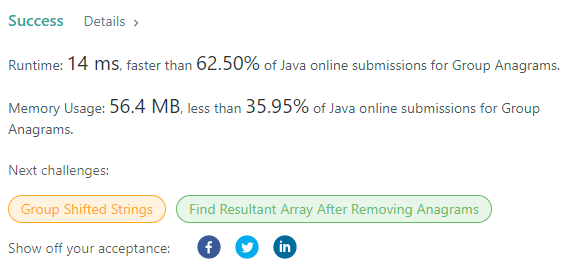 Success Details >
Runtime: 14 ms, faster than 62.50% of Java online submissions for Group Anagrams.
Memory Usage: 56.4 MB, less than 35.95% of Java online submissions for Group
Anagrams.
Next challenges:
Group Shifted Strings Find Resultant Array After Removing Anagrams
Show off your acceptance: f in